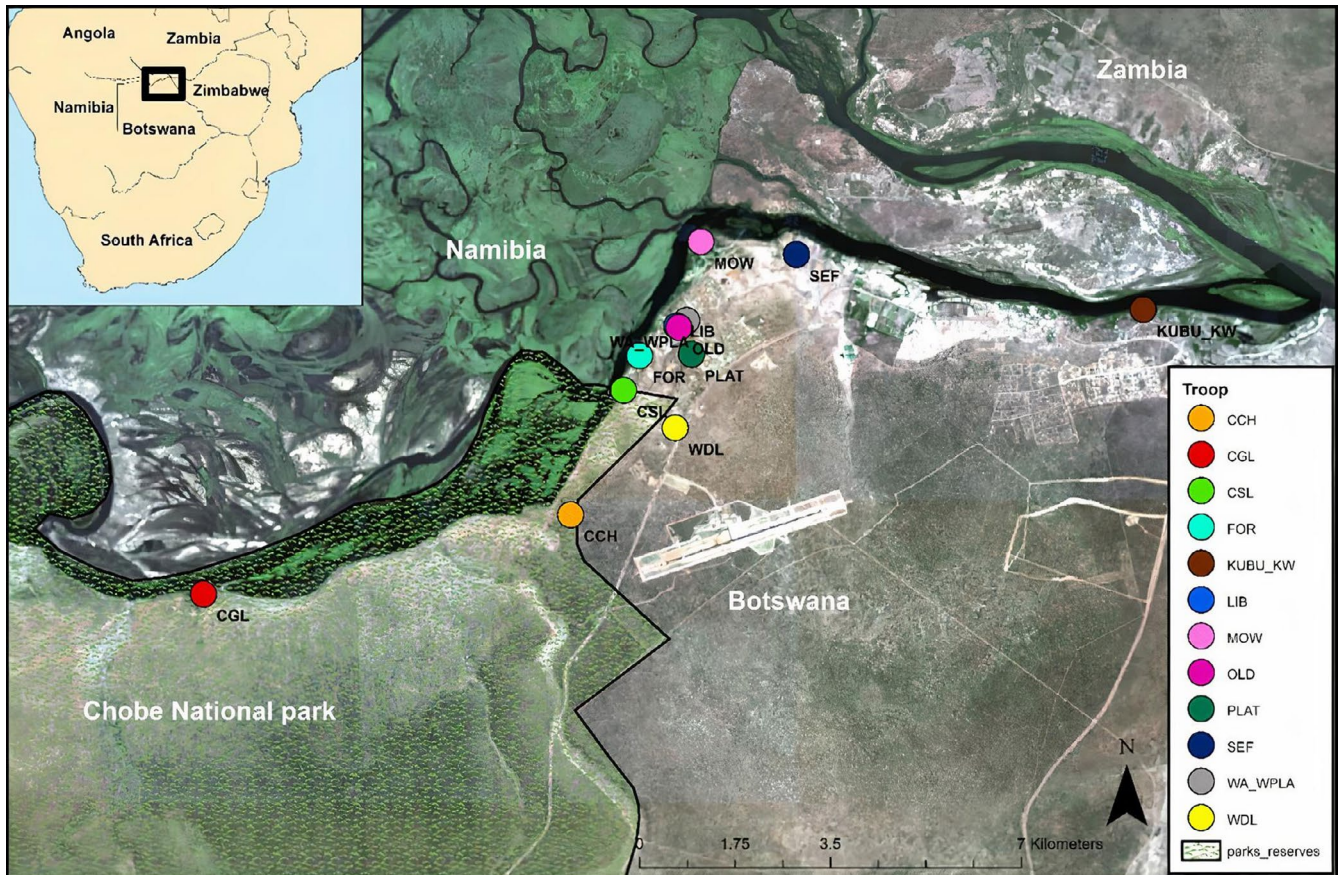 Angola
Zambia
Namibia
Zimbabwe
Botswana
South Africa
Zambia
Namibia
MOW
SEF
KUBU_KW
LIB
WA_WPLA
OLD
FOR
PLAT
CSL
WDL
CCH
CGL
Botswana
Chobe National park
Troop
CCH
CGL
CSL
FOR
KUBU_KW
LIB
MOW
OLD
PLAT
SEF
WA_WPLA
WDL
parks_reserves
N
0 1.75 3.5 7 Kilometers